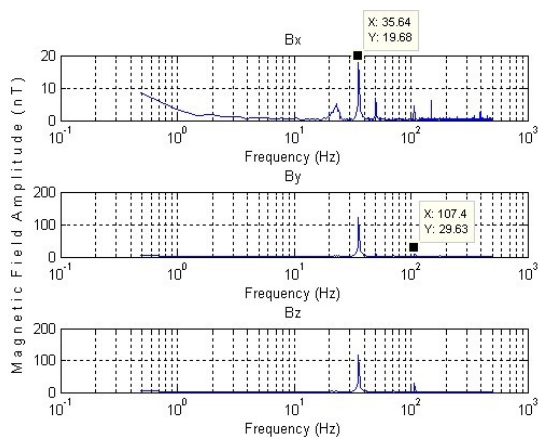 X: 35.64
Y: 19.68
Bx
20
10
0
10^-1 10^0 10^1 10^2 10^3
Frequency (Hz)
By
200
100
0
X: 107.4
Y: 29.63
10^-1 10^0 10^1 10^2 10^3
Frequency (Hz)
Bz
200
100
0
10^-1 10^0 10^1 10^2 10^3
Frequency (Hz)
Magnetic Field Amplitude (nT)